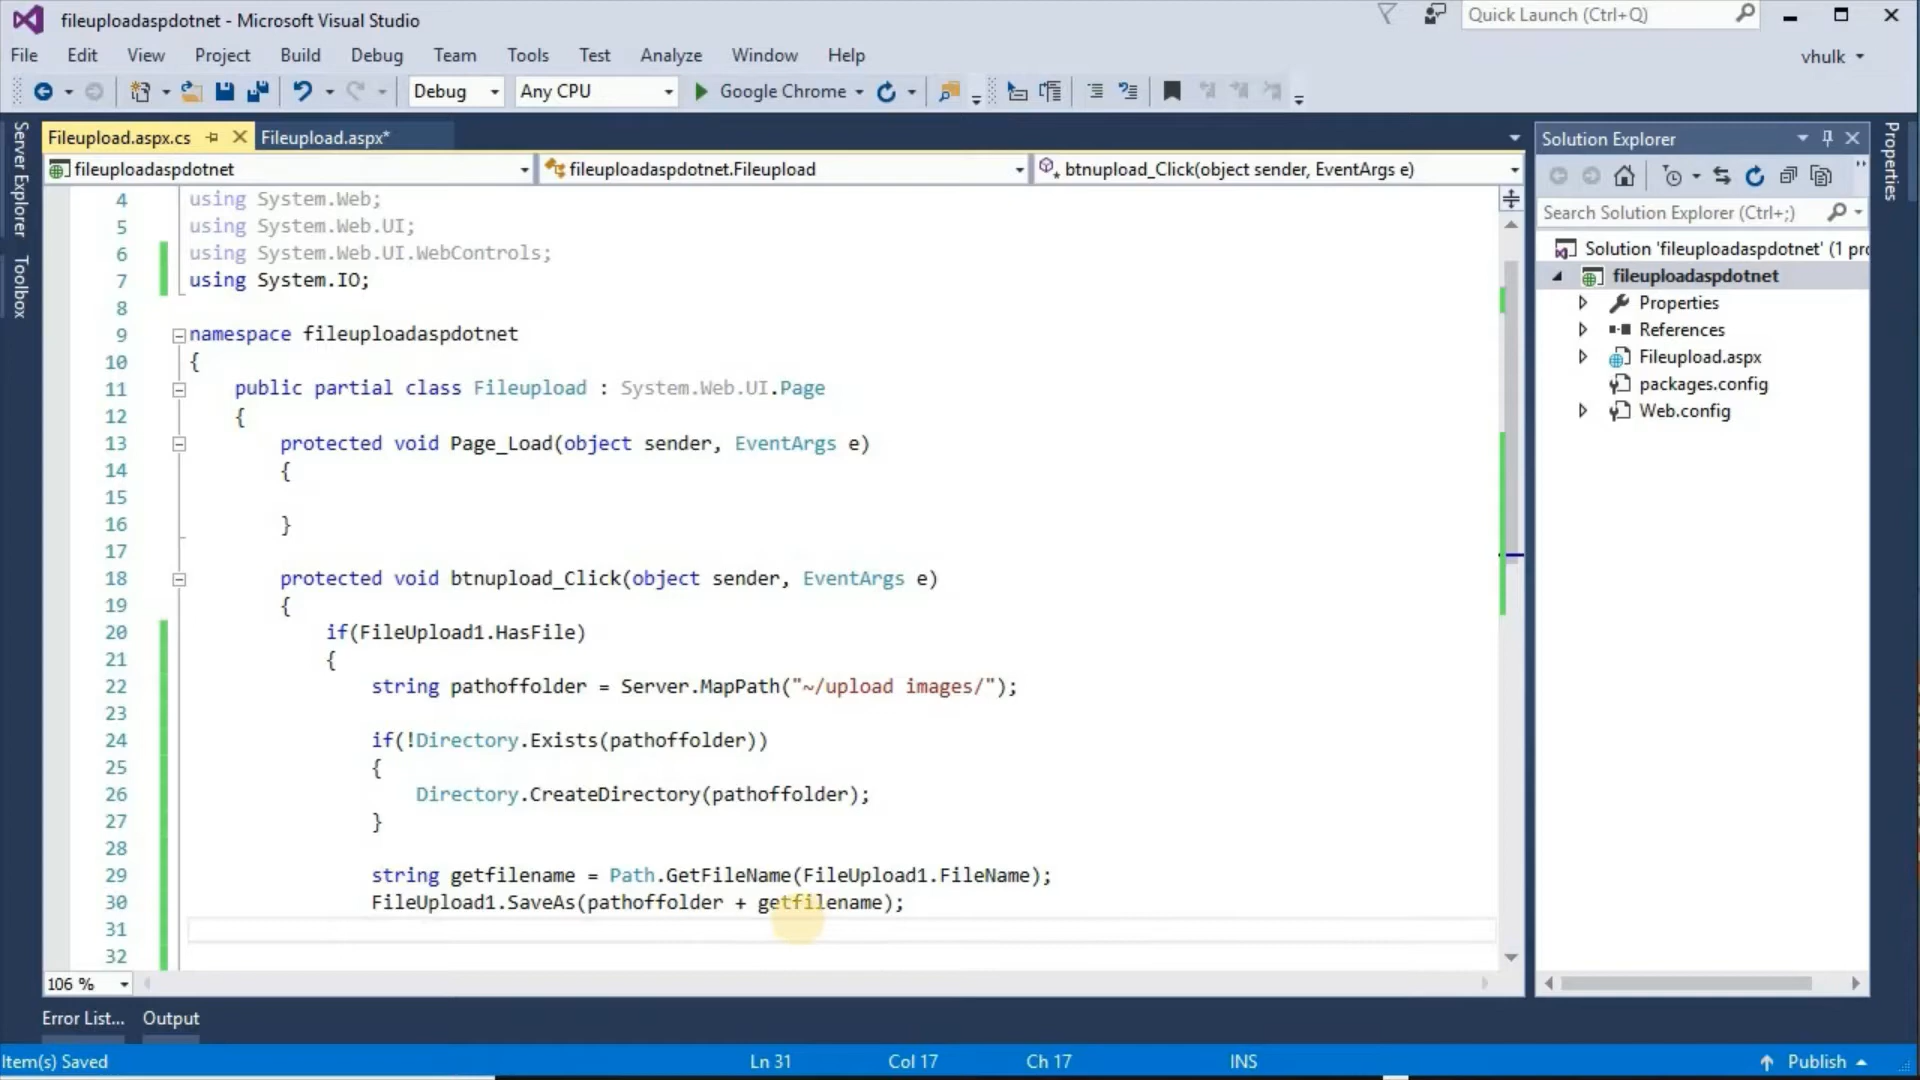 fileuploadaspdotnet - Microsoft Visual Studio
Quick Launch (Ctrl+Q)
File Edit View Project Build Debug Team Tools Test Analyze Window Help
vhulk
Debug Any CPU Google Chrome
Server Explorer
Toolbox
Fileupload.aspx.cs Fileupload.aspx*
fileuploadaspdotnet fileuploadaspdotnet.Fileupload btnupload_Click(object sender, EventArgs e)
4 using System.Web;
5 using System.Web.UI;
6 using System.Web.UI.WebControls;
7 using System.IO;
8
9 namespace fileuploadaspdotnet
10 {
11 public partial class Fileupload : System.Web.UI.Page
12 {
13 protected void Page_Load(object sender, EventArgs e)
14 {
15
16 }
17
18 protected void btnupload_Click(object sender, EventArgs e)
19 {
20 if(FileUpload1.HasFile)
21 {
22 string pathoffolder = Server.MapPath("~/upload images/");
23
24 if(!Directory.Exists(pathoffolder))
25 {
26 Directory.CreateDirectory(pathoffolder);
27 }
28
29 string getfilename = Path.GetFileName(FileUpload1.FileName);
30 FileUpload1.SaveAs(pathoffolder + getfilename);
31
32
106 %
Solution Explorer
Search Solution Explorer (Ctrl+;)
Solution 'fileuploadaspdotnet' (1 pro
fileuploadaspdotnet
Properties
References
Fileupload.aspx
packages.config
Web.config
Properties
Error List... Output
Item(s) Saved Ln 31 Col 17 Ch 17 INS Publish